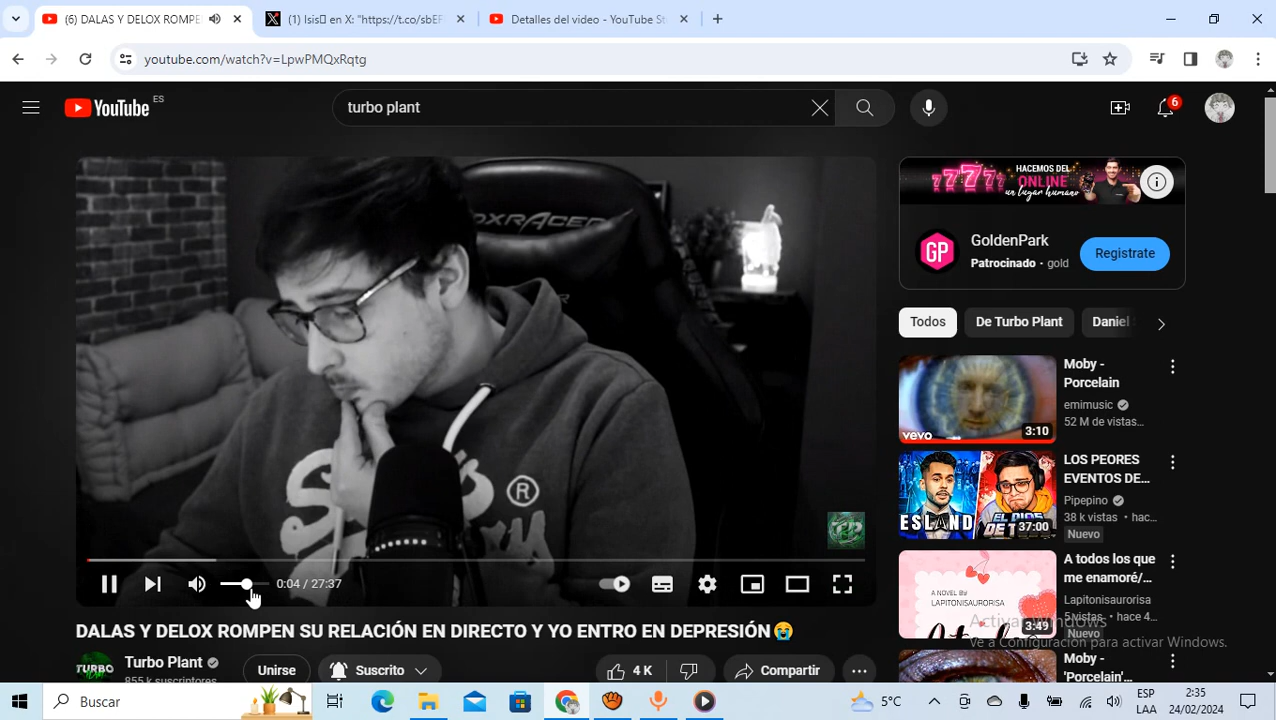 (6) DALAS Y DELOX ROMPE
(1) Isis en X: "https://t.co/sbEF
Detalles del video - YouTube St
youtube.com/watch?v=LpwPMQxRqtg
YouTube ES
turbo plant
6
DXRACER
®
0:04 / 27:37
DALAS Y DELOX ROMPEN SU RELACIÓN EN DIRECTO Y YO ENTRO EN DEPRESIÓN😭
Turbo Plant
855 k suscriptores
Unirse
Suscrito
4 K
Compartir
777
HACEMOS DEL
ONLINE
un lugar humano
GP
GoldenPark
Patrocinado · gold
Registrate
Todos
De Turbo Plant
Daniel
vevo
3:10
Moby -
Porcelain
emimusic
52 M de vistas...
ESLAND
37:00
LOS PEORES
EVENTOS DE...
Pipepino
38 k vistas · hac...
Nuevo
A NOVEL BY
LAPITONISAURORISA
3:49
A todos los que
me enamoré/...
Lapitonisaurorisa
5 vistas · hace 4...
Nuevo
Moby -
'Porcelain'...
Activar Windows
Ve a Configuración para activar Windows.
Buscar
5°C
ESP
LAA
2:35
24/02/2024